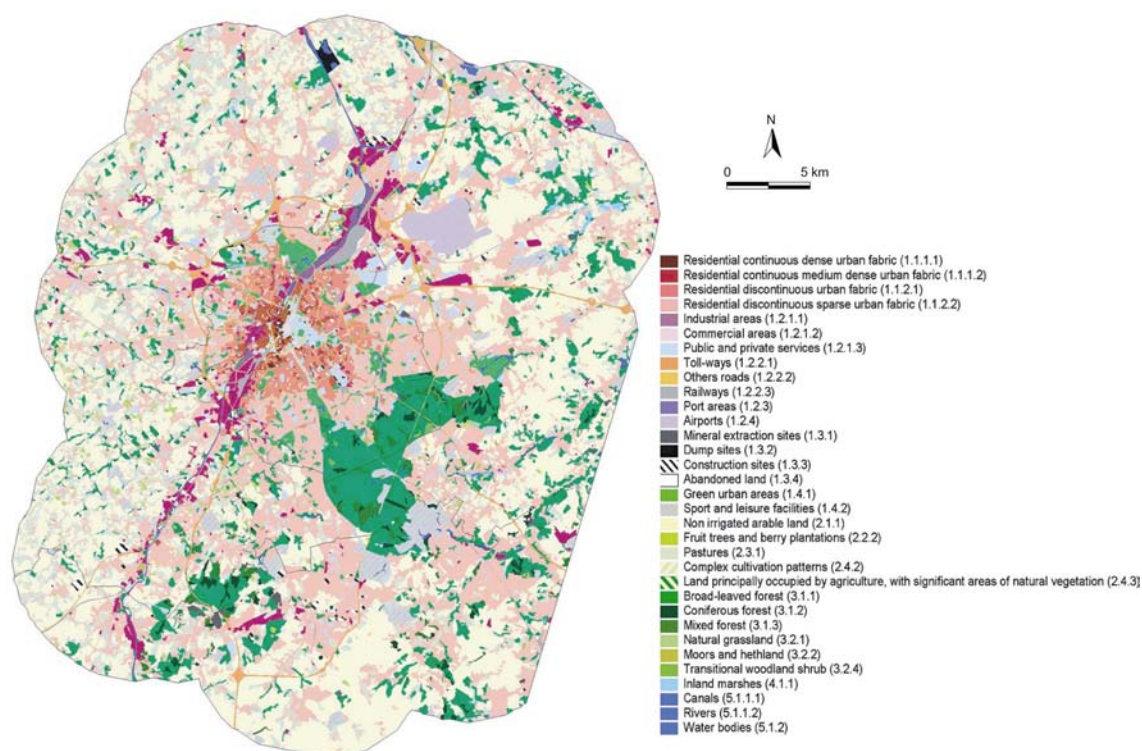 N
0 5 km
Residential continuous dense urban fabric (1.1.1.1)
Residential continuous medium dense urban fabric (1.1.1.2)
Residential discontinuous urban fabric (1.1.2.1)
Residential discontinuous sparse urban fabric (1.1.2.2)
Industrial areas (1.2.1.1)
Commercial areas (1.2.1.2)
Public and private services (1.2.1.3)
Toll-ways (1.2.2.1)
Others roads (1.2.2.2)
Railways (1.2.2.3)
Port areas (1.2.3)
Airports (1.2.4)
Mineral extraction sites (1.3.1)
Dump sites (1.3.2)
Construction sites (1.3.3)
Abandoned land (1.3.4)
Green urban areas (1.4.1)
Sport and leisure facilities (1.4.2)
Non irrigated arable land (2.1.1)
Fruit trees and berry plantations (2.2.2)
Pastures (2.3.1)
Complex cultivation patterns (2.4.2)
Land principally occupied by agriculture, with significant areas of natural vegetation (2.4.3)
Broad-leaved forest (3.1.1)
Coniferous forest (3.1.2)
Mixed forest (3.1.3)
Natural grassland (3.2.1)
Moors and hethland (3.2.2)
Transitional woodland shrub (3.2.4)
Inland marshes (4.1.1)
Canals (5.1.1.1)
Rivers (5.1.1.2)
Water bodies (5.1.2)